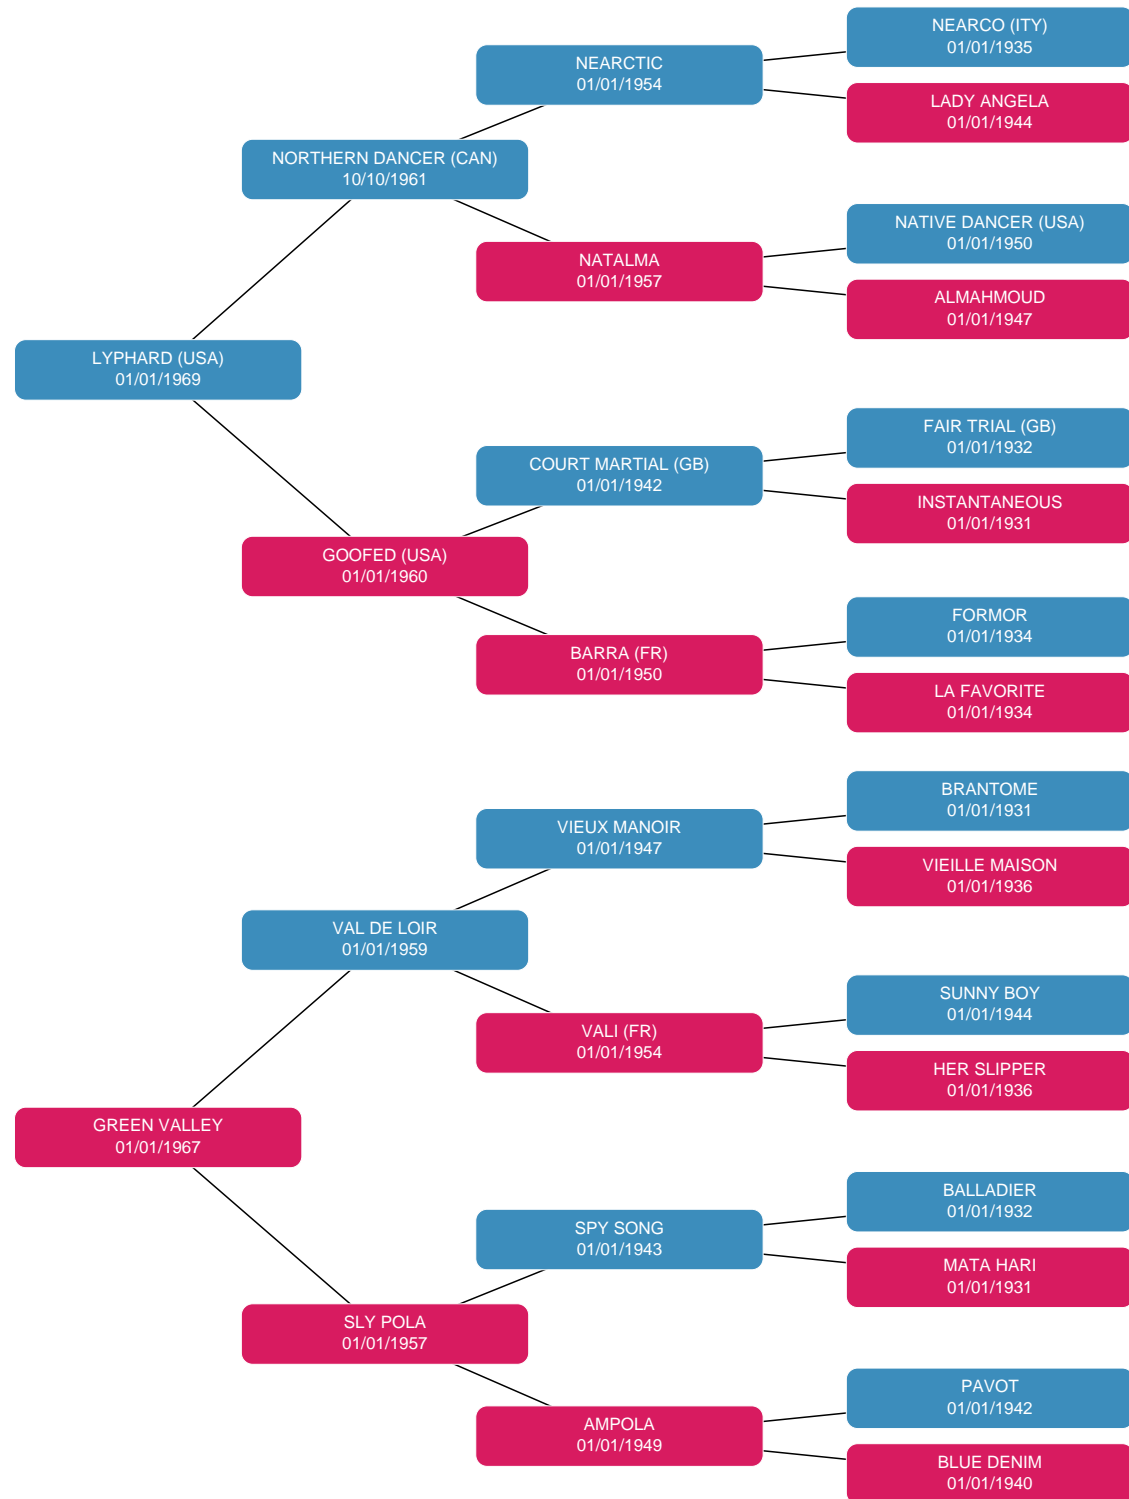 NEARCO (ITY)
01/01/1935
NEARCTIC
01/01/1954
LADY ANGELA
01/01/1944
NORTHERN DANCER (CAN)
10/10/1961
NATIVE DANCER (USA)
01/01/1950
NATALMA
01/01/1957
ALMAHMOUD
01/01/1947
LYPHARD (USA)
01/01/1969
FAIR TRIAL (GB)
01/01/1932
COURT MARTIAL (GB)
01/01/1942
INSTANTANEOUS
01/01/1931
GOOFED (USA)
01/01/1960
FORMOR
01/01/1934
BARRA (FR)
01/01/1950
LA FAVORITE
01/01/1934
BRANTOME
01/01/1931
VIEUX MANOIR
01/01/1947
VIEILLE MAISON
01/01/1936
VAL DE LOIR
01/01/1959
SUNNY BOY
01/01/1944
VALI (FR)
01/01/1954
HER SLIPPER
01/01/1936
GREEN VALLEY
01/01/1967
BALLADIER
01/01/1932
SPY SONG
01/01/1943
MATA HARI
01/01/1931
SLY POLA
01/01/1957
PAVOT
01/01/1942
AMPOLA
01/01/1949
BLUE DENIM
01/01/1940